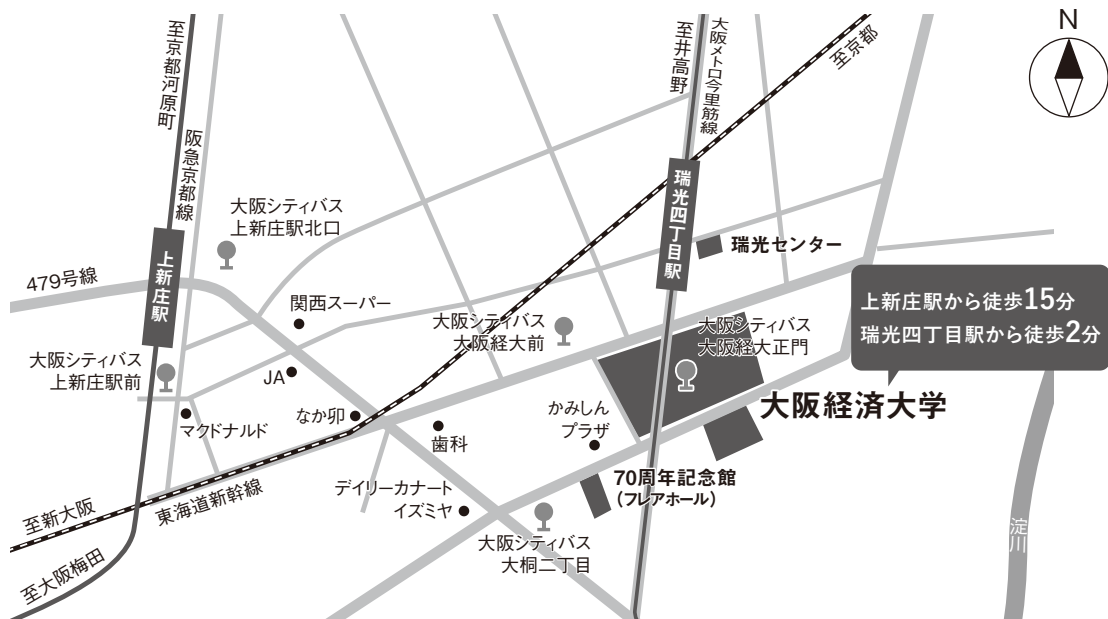 N
至京都河原町
阪急京都線
至井高野
大阪メトロ今里筋線
至京都
大阪シティバス
上新庄駅北口
上新庄駅
瑞光四丁目駅
瑞光センター
479号線
関西スーパー
大阪シティバス
大阪経大前
大阪シティバス
大阪経大正門
上新庄駅から徒歩15分
瑞光四丁目駅から徒歩2分
大阪シティバス
上新庄駅前
JA
大阪経済大学
マクドナルド
なか卯
歯科
かみしん
プラザ
70周年記念館
(フレアホール)
東海道新幹線
デイリーカナート
イズミヤ
至新大阪
大阪シティバス
大桐二丁目
淀川
至大阪梅田